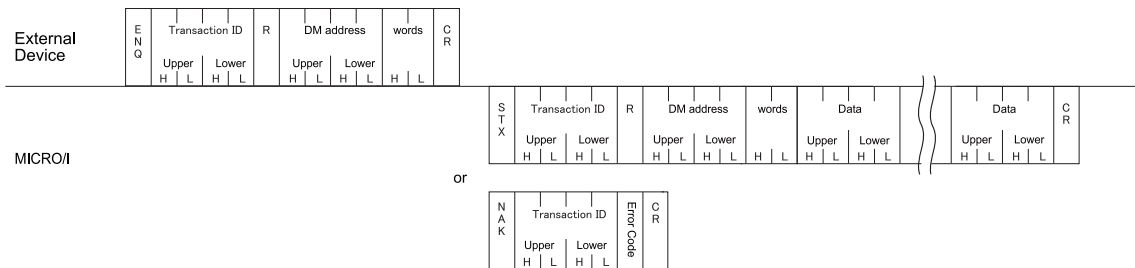 External Device
E N Q
Transaction ID
Upper Lower
H L H L
R
DM address
Upper Lower
H L H L
words
H L
C R
MICRO/I
S T X
Transaction ID
Upper Lower
H L H L
R
DM address
Upper Lower
H L H L
words
H L
Data
Upper Lower
H L H L
Data
Upper Lower
H L H L
C R
or
N A K
Transaction ID
Upper Lower
H L H L
Error Code
C R